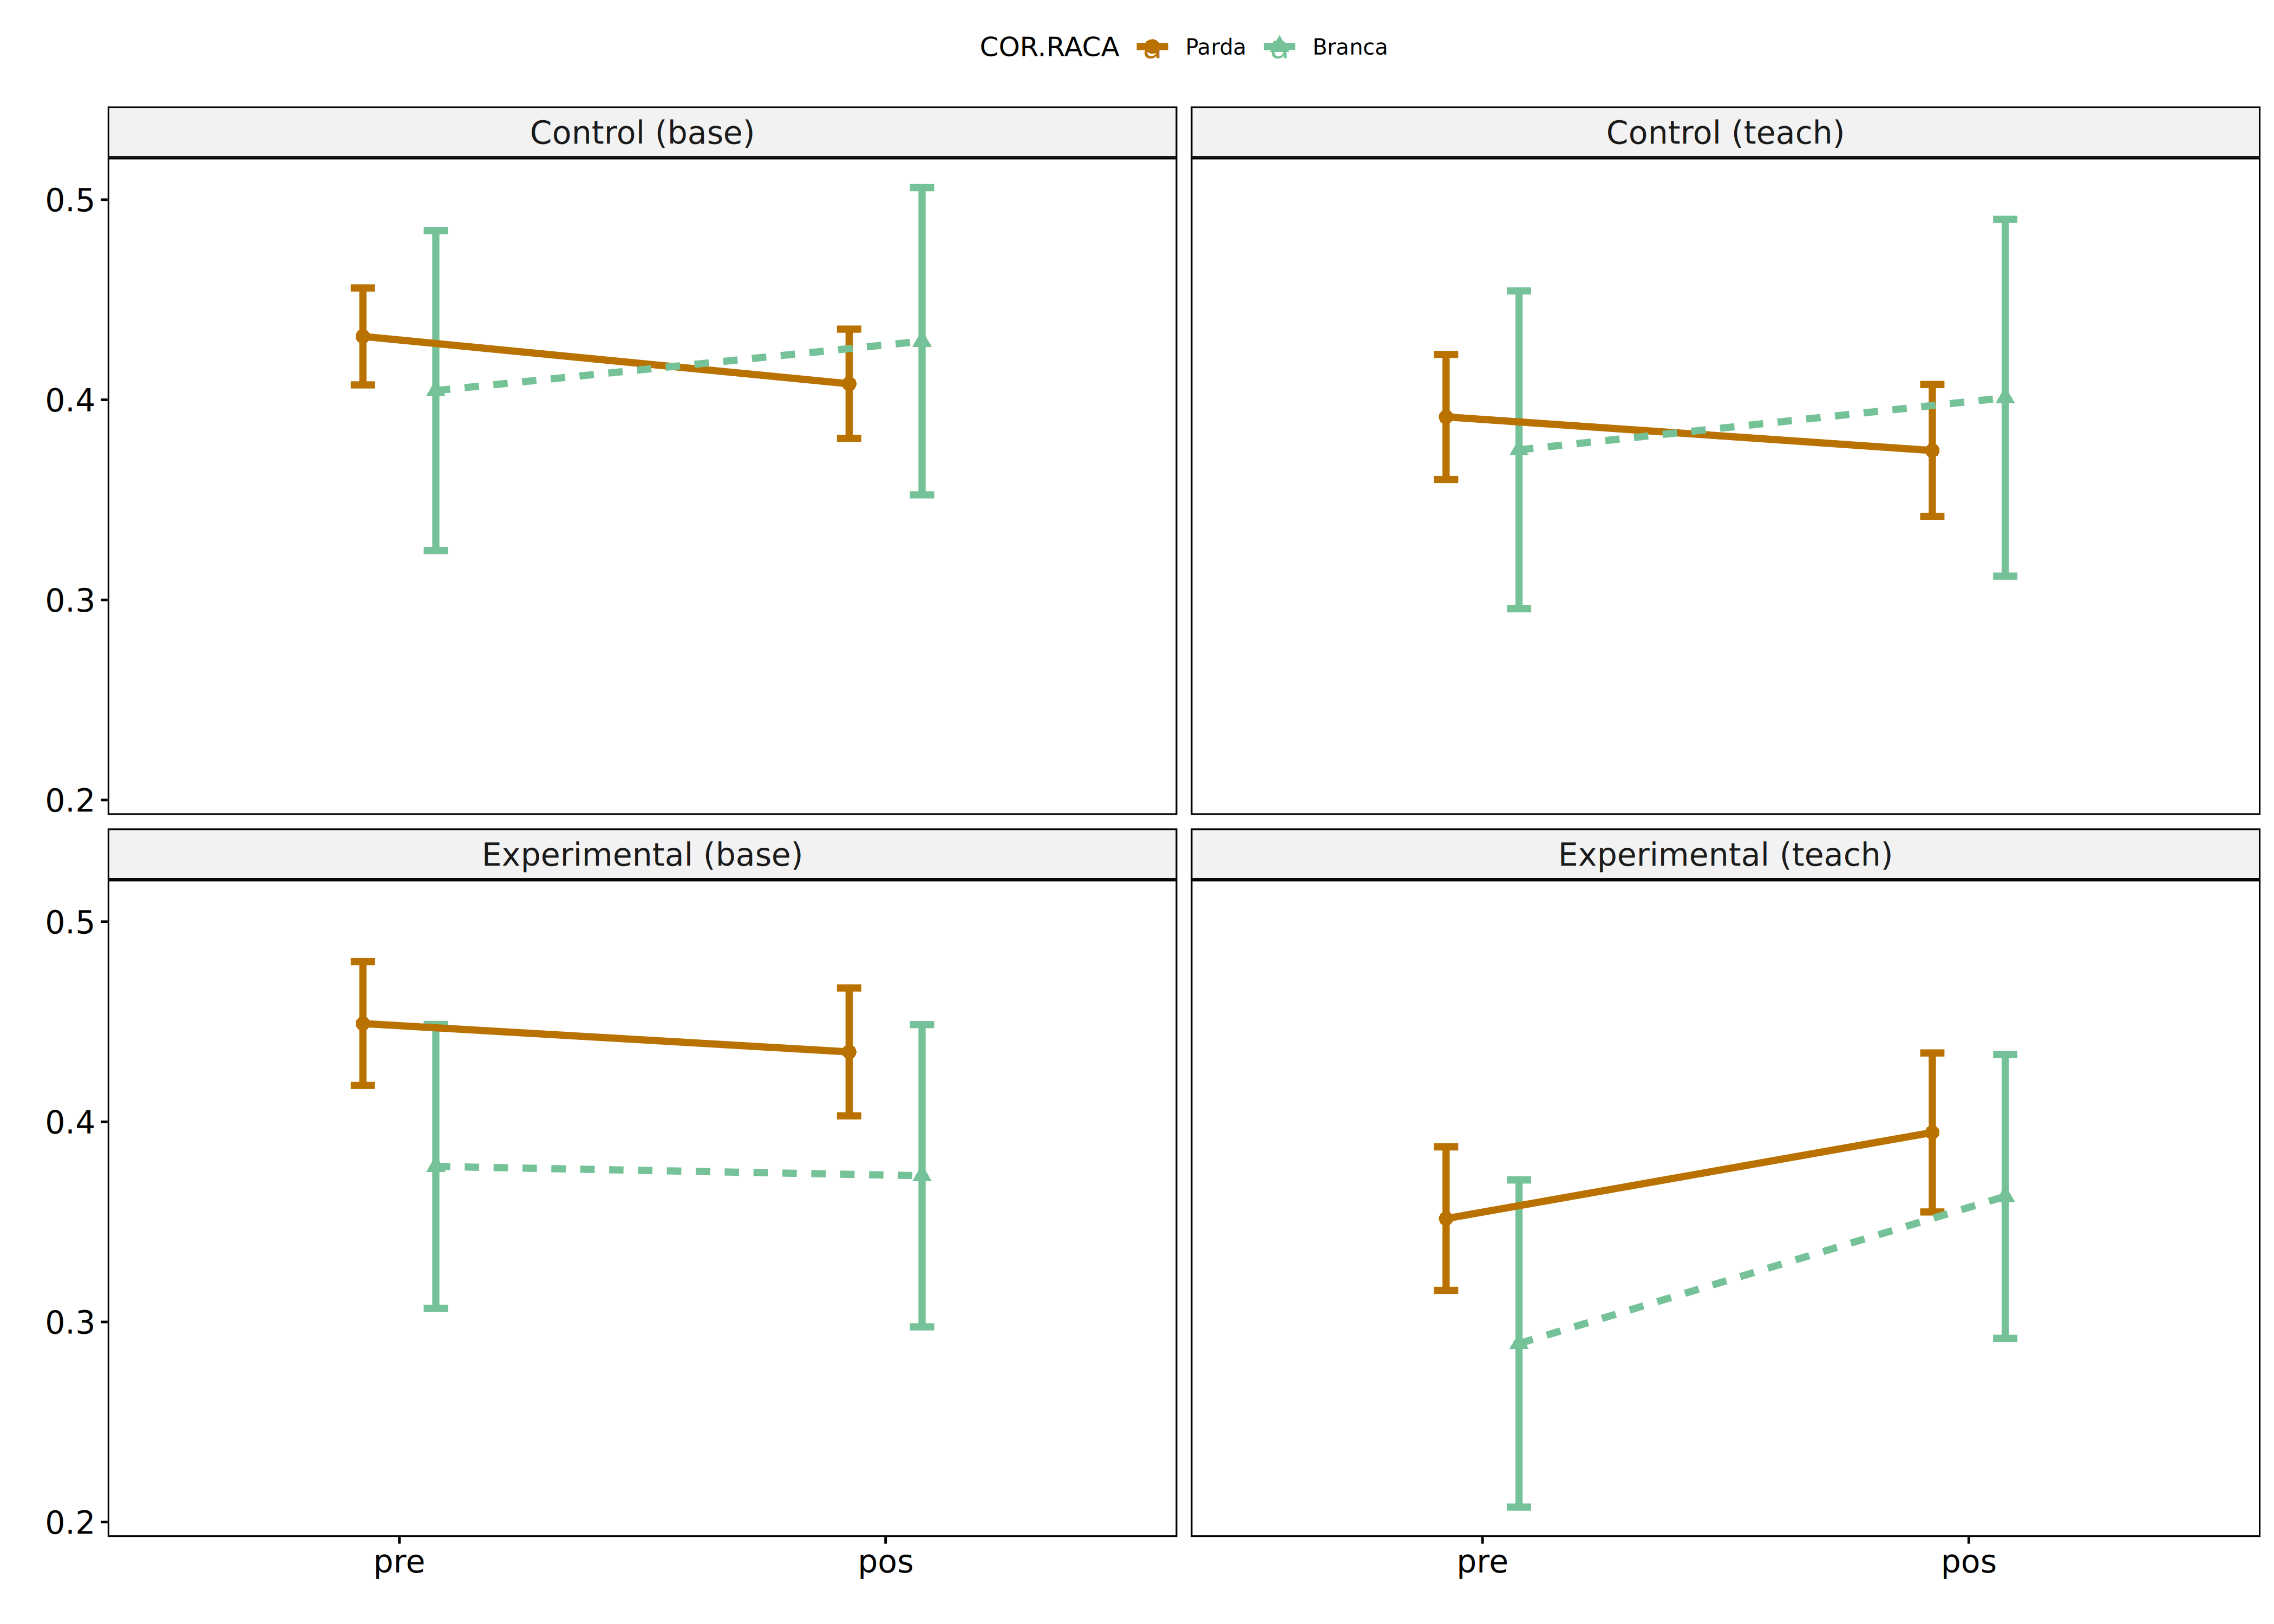 COR.RACA a Parda a Branca
Control (base) Control (teach)
0.5
0.4
0.3
0.2
Experimental (base) Experimental (teach)
0.5
0.4
0.3
0.2
pre pos pre pos